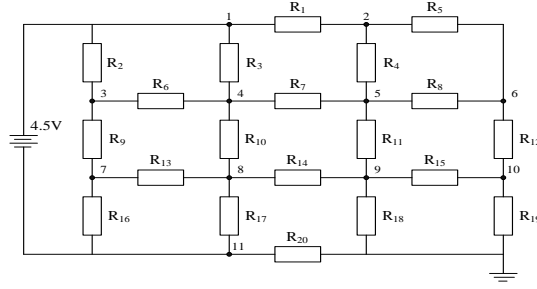 1 R₁ 2 R₅
R₂ R₃ R₄
3 R₆ 4 R₇ 5 R₈ 6
4.5V R₉ R₁₀ R₁₁ R₁₂
7 R₁₃ 8 R₁₄ 9 R₁₅ 10
R₁₆ R₁₇ R₁₈ R₁₉
11 R₂₀